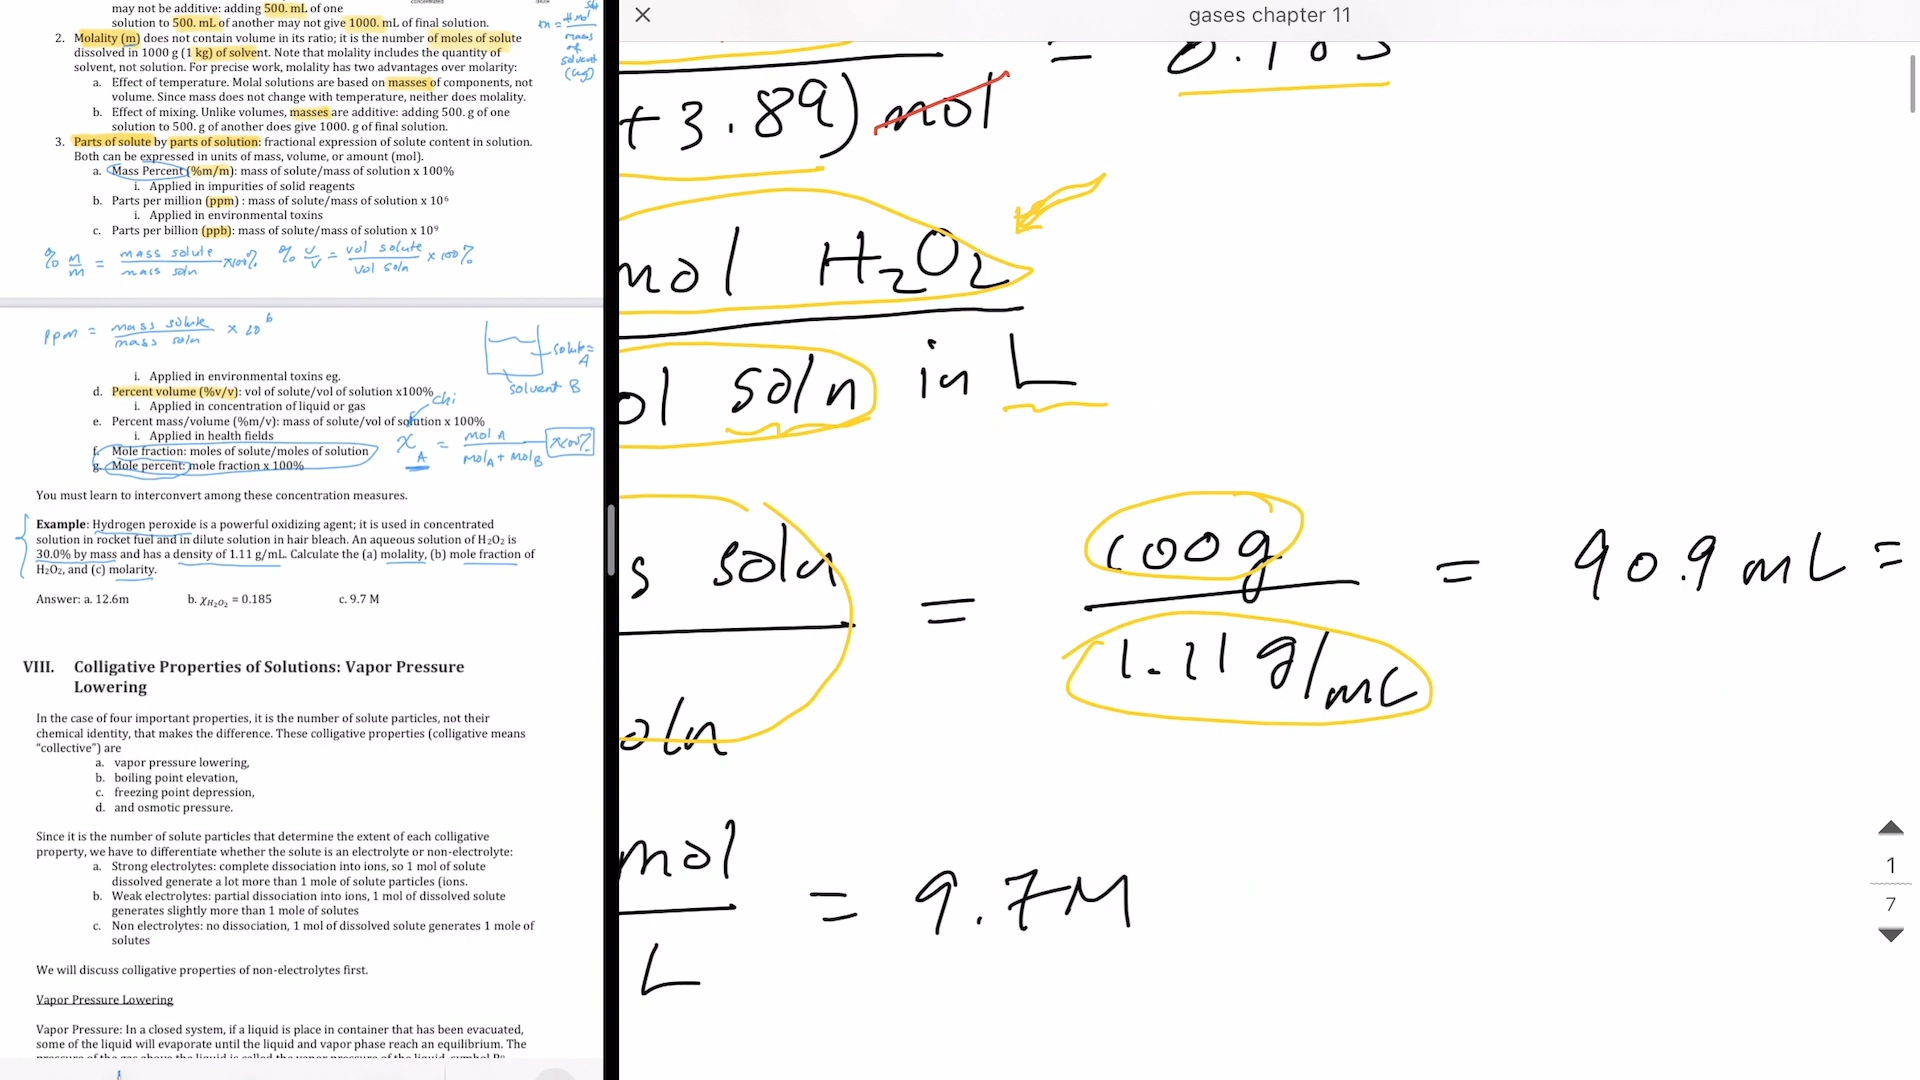 may not be additive: adding 500. mL of one
solution to 500. mL of another may not give 1000. mL of final solution.
2. Molality (m) does not contain volume in its ratio; it is the number of moles of solute
dissolved in 1000 g (1 kg) of solvent. Note that molality includes the quantity of
solvent, not solution. For precise work, molality has two advantages over molarity:
a. Effect of temperature. Molal solutions are based on masses of components, not
volume. Since mass does not change with temperature, neither does molality.
b. Effect of mixing. Unlike volumes, masses are additive: adding 500. g of one
solution to 500. g of another does give 1000. g of final solution.
3. Parts of solute by parts of solution: fractional expression of solute content in solution.
Both can be expressed in units of mass, volume, or amount (mol).
a. Mass Percent (%m/m): mass of solute/mass of solution x 100%
i. Applied in impurities of solid reagents
b. Parts per million (ppm) : mass of solute/mass of solution x 10⁶
i. Applied in environmental toxins
c. Parts per billion (ppb): mass of solute/mass of solution x 10⁹
% m/m = mass solute / mass soln x100% % v/v = vol solute / vol soln x 100%
mass
of
solvent
(kg)
ppm = mass solute / mass soln x 10⁶
solute =
A
solvent B
i. Applied in environmental toxins eg.
d. Percent volume (%v/v): vol of solute/vol of solution x100%
chi
i. Applied in concentration of liquid or gas
e. Percent mass/volume (%m/v): mass of solute/vol of solution x 100%
i. Applied in health fields
f. Mole fraction: moles of solute/moles of solution
g. Mole percent: mole fraction x 100%
X_A = mol A / mol_A + mol_B x100%
You must learn to interconvert among these concentration measures.
Example: Hydrogen peroxide is a powerful oxidizing agent; it is used in concentrated
solution in rocket fuel and in dilute solution in hair bleach. An aqueous solution of H₂O₂ is
30.0% by mass and has a density of 1.11 g/mL. Calculate the (a) molality, (b) mole fraction of
H₂O₂, and (c) molarity.
Answer: a. 12.6m b. χH₂O₂ = 0.185 c. 9.7 M
VIII. Colligative Properties of Solutions: Vapor Pressure
Lowering
In the case of four important properties, it is the number of solute particles, not their
chemical identity, that makes the difference. These colligative properties (colligative means
"collective") are
a. vapor pressure lowering,
b. boiling point elevation,
c. freezing point depression,
d. and osmotic pressure.
Since it is the number of solute particles that determine the extent of each colligative
property, we have to differentiate whether the solute is an electrolyte or non-electrolyte:
a. Strong electrolytes: complete dissociation into ions, so 1 mol of solute
dissolved generate a lot more than 1 mole of solute particles (ions.
b. Weak electrolytes: partial dissociation into ions, 1 mol of dissolved solute
generates slightly more than 1 mole of solutes
c. Non electrolytes: no dissociation, 1 mol of dissolved solute generates 1 mole of
solutes
We will discuss colligative properties of non-electrolytes first.
Vapor Pressure Lowering
Vapor Pressure: In a closed system, if a liquid is place in container that has been evacuated,
some of the liquid will evaporate until the liquid and vapor phase reach an equilibrium. The
gases chapter 11
= 0.185
+3.89) mol
mol H₂O₂
ol soln in L
s soln = 100g / 1.11 g/mL = 90.9 mL =
oln
mol / L = 9.7 M
1
7